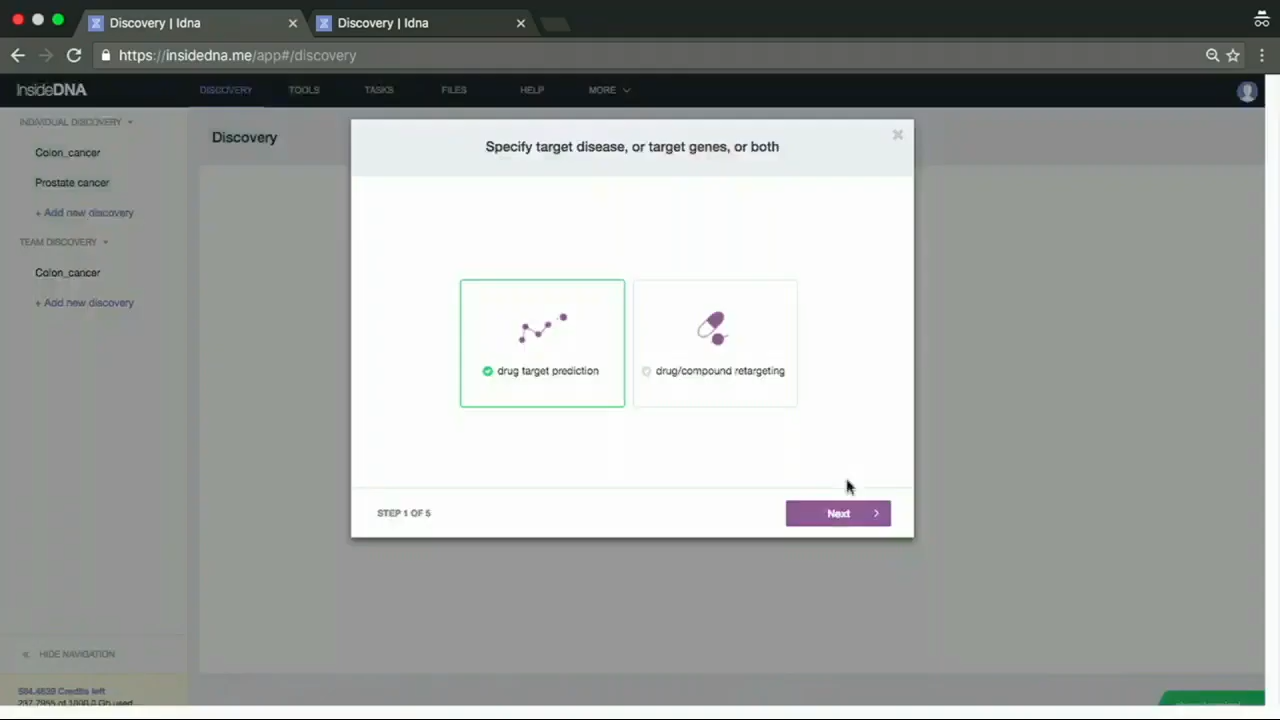 Discovery | Idna
Discovery | Idna
https://insidedna.me/app#/discovery
InsideDNA
DISCOVERY
TOOLS
TASKS
FILES
HELP
MORE
INDIVIDUAL DISCOVERY
Colon_cancer
Prostate cancer
+ Add new discovery
TEAM DISCOVERY
Colon_cancer
+ Add new discovery
Discovery
Specify target disease, or target genes, or both
drug target prediction
drug/compound retargeting
STEP 1 OF 5
Next
HIDE NAVIGATION
Credits left